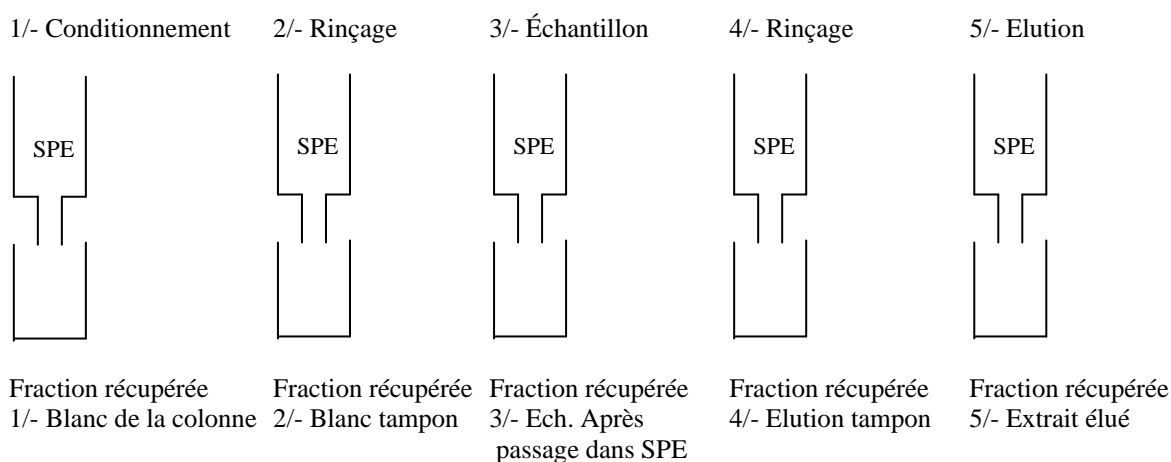 1/- Conditionnement 2/- Rinçage 3/- Échantillon 4/- Rinçage 5/- Elution
SPE SPE SPE SPE SPE
Fraction récupérée Fraction récupérée Fraction récupérée Fraction récupérée Fraction récupérée
1/- Blanc de la colonne 2/- Blanc tampon 3/- Ech. Après 4/- Elution tampon 5/- Extrait élué
passage dans SPE